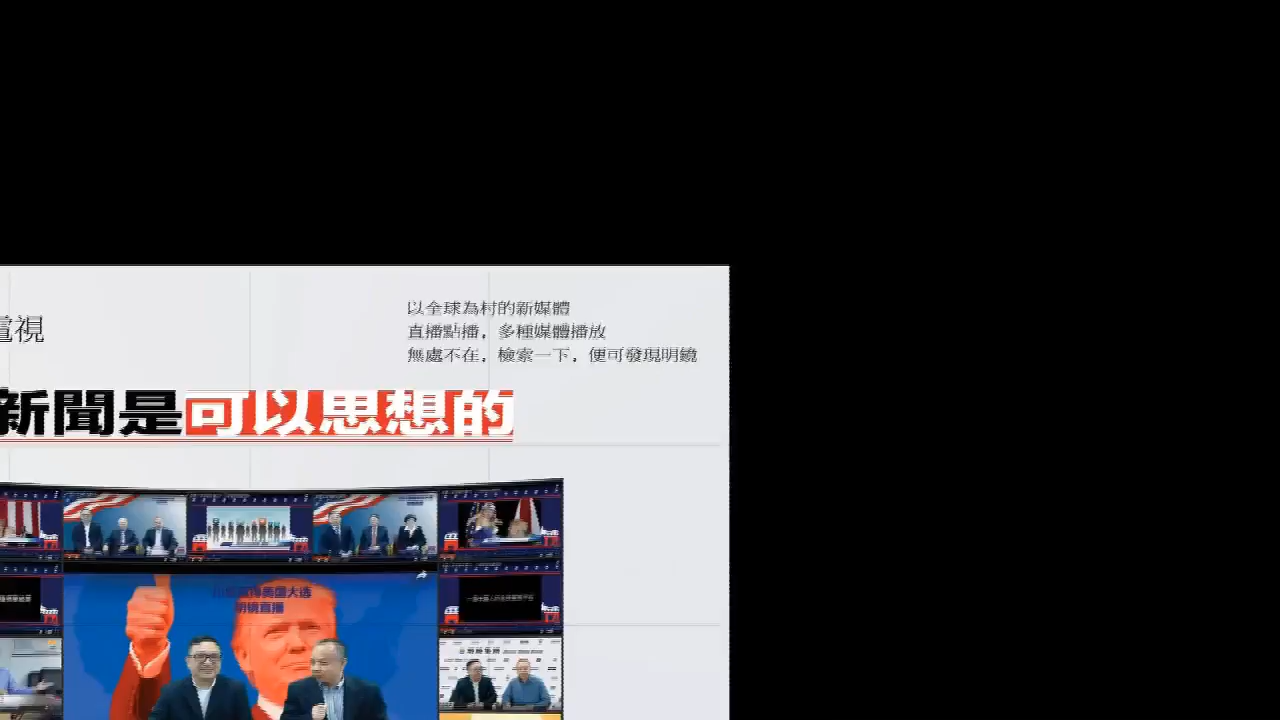 以全球為村的新媒體
直播點播，多種媒體播放
無處不在，檢索一下，便可發現明鏡
電視
新聞是可以思想的
明镜直播